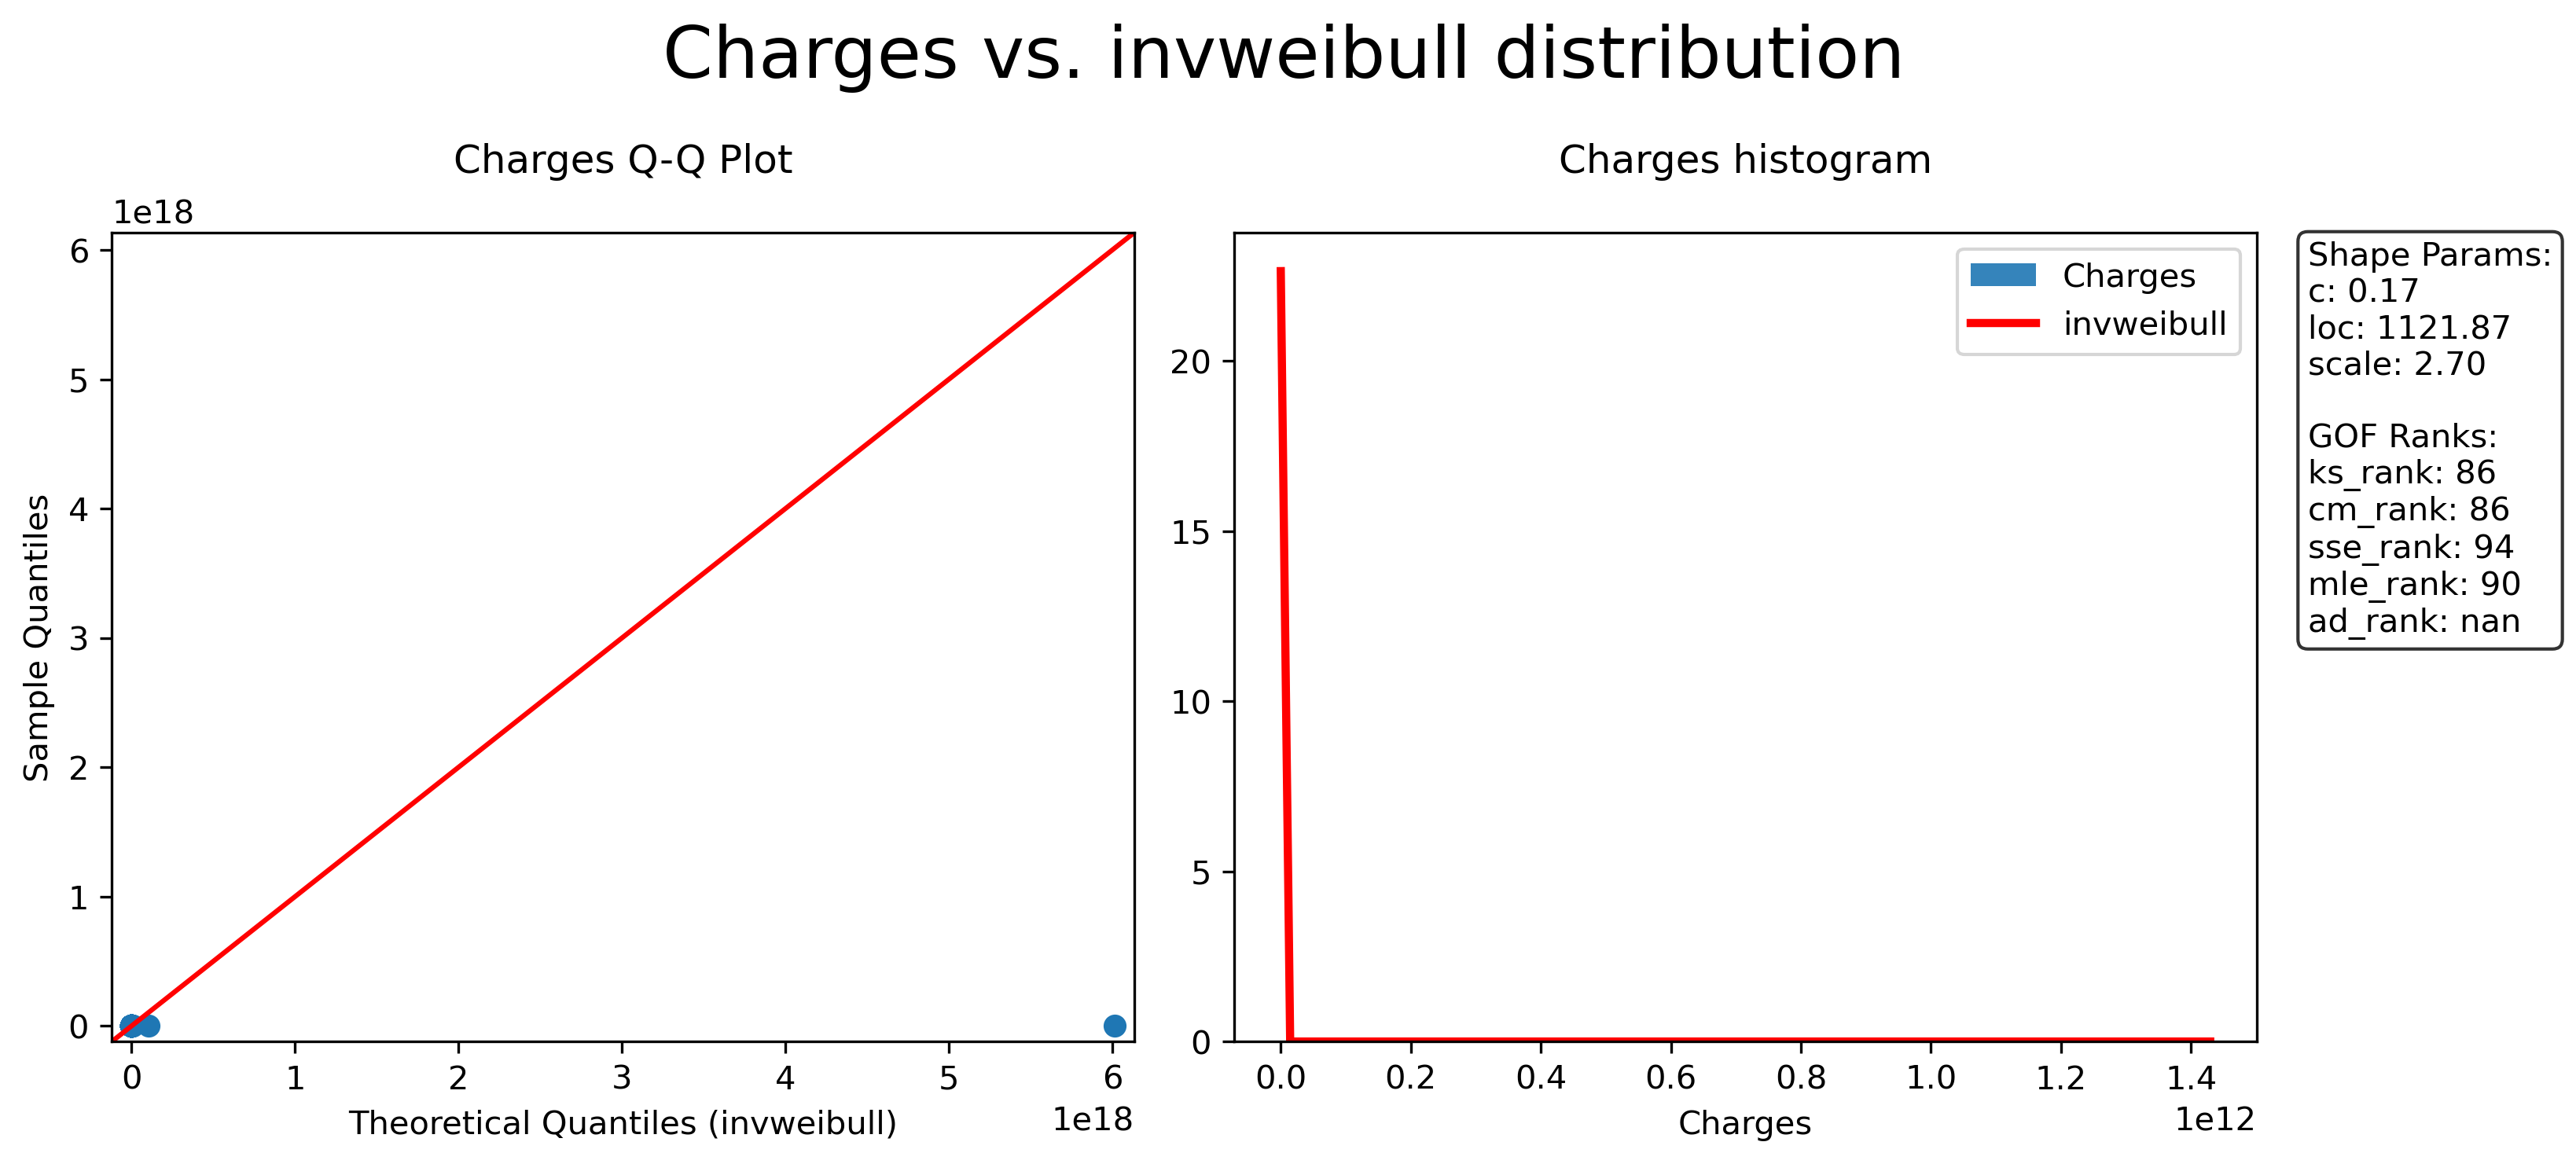 Charges vs. invweibull distribution
Charges Q-Q Plot
1e18
6
5
4
3
2
1
0
Sample Quantiles
0 1 2 3 4 5 6
Theoretical Quantiles (invweibull)
1e18
Charges histogram
20
15
10
5
0
Charges
invweibull
0.0 0.2 0.4 0.6 0.8 1.0 1.2 1.4
Charges
1e12
Shape Params:
c: 0.17
loc: 1121.87
scale: 2.70
GOF Ranks:
ks_rank: 86
cm_rank: 86
sse_rank: 94
mle_rank: 90
ad_rank: nan